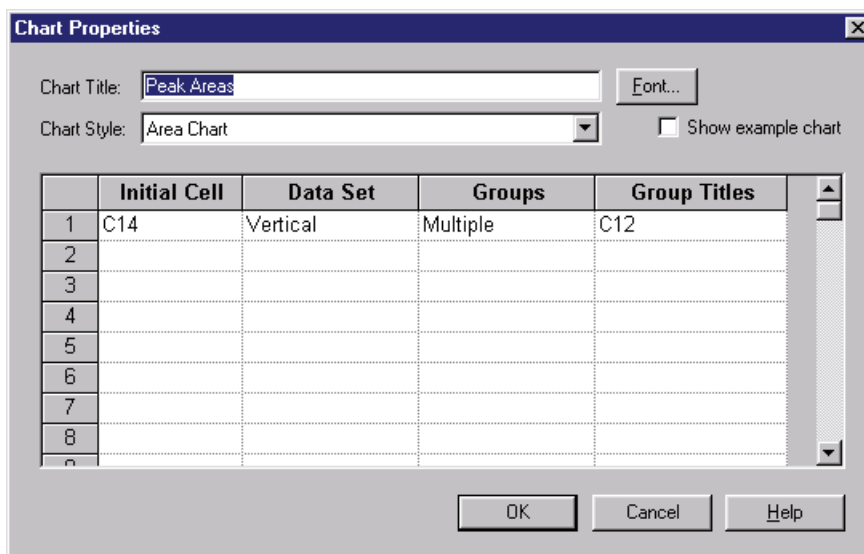 Chart Properties
Chart Title: Peak Areas Font...
Chart Style: Area Chart Show example chart
Initial Cell Data Set Groups Group Titles
1 C14 Vertical Multiple C12
2
3
4
5
6
7
8
OK Cancel Help